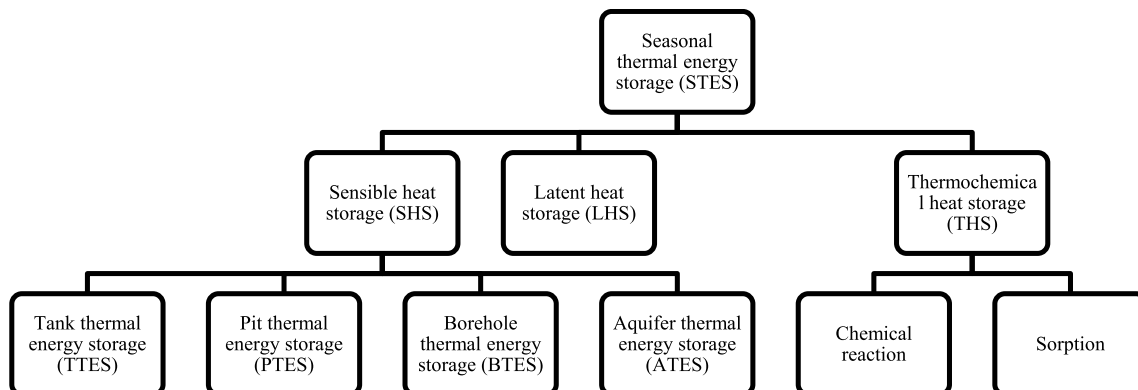 Seasonal
thermal energy
storage (STES)
Sensible heat
storage (SHS)
Latent heat
storage (LHS)
Thermochemica
l heat storage
(THS)
Tank thermal
energy storage
(TTES)
Pit thermal
energy storage
(PTES)
Borehole
thermal energy
storage (BTES)
Aquifer thermal
energy storage
(ATES)
Chemical
reaction
Sorption